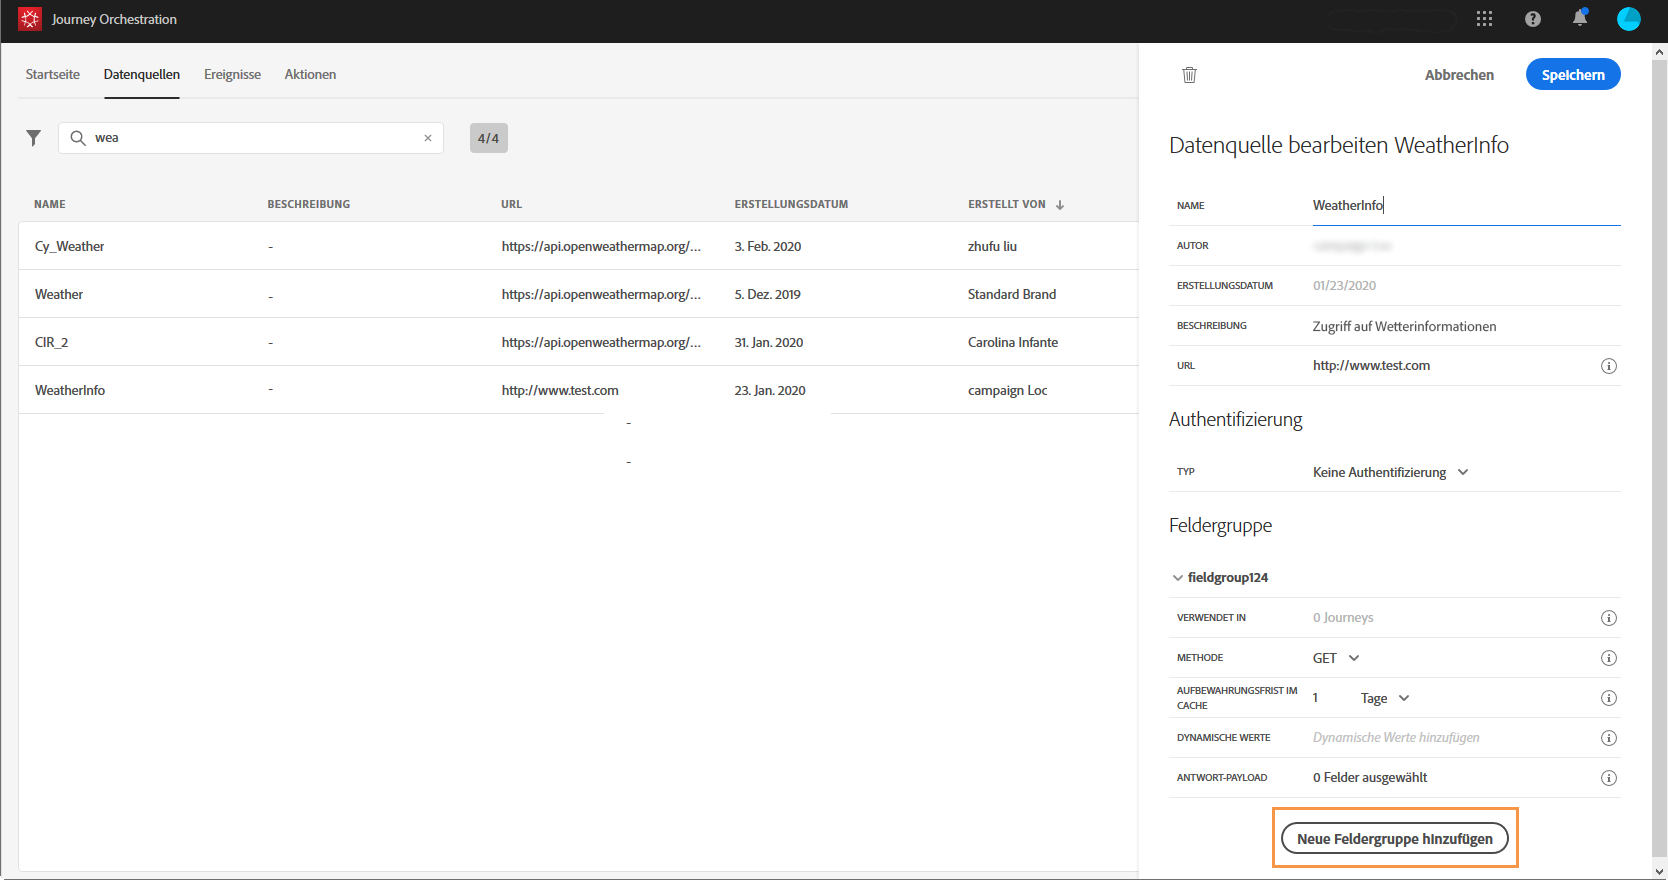 Journey Orchestration
Startseite Datenquellen Ereignisse Aktionen
wea 4/4
NAME BESCHREIBUNG URL ERSTELLUNGSDATUM ERSTELLT VON
Cy_Weather - https://api.openweathermap.org/... 3. Feb. 2020 zhufu liu
Weather - https://api.openweathermap.org/... 5. Dez. 2019 Standard Brand
CIR_2 - https://api.openweathermap.org/... 31. Jan. 2020 Carolina Infante
WeatherInfo - http://www.test.com 23. Jan. 2020 campaign Loc
-
-
Abbrechen Speichern
Datenquelle bearbeiten WeatherInfo
NAME WeatherInfo
AUTOR
ERSTELLUNGSDATUM 01/23/2020
BESCHREIBUNG Zugriff auf Wetterinformationen
URL http://www.test.com
Authentifizierung
TYP Keine Authentifizierung
Feldergruppe
fieldgroup124
VERWENDET IN 0 Journeys
METHODE GET
AUFBEWAHRUNGSFRIST IM
CACHE 1 Tage
DYNAMISCHE WERTE Dynamische Werte hinzufügen
ANTWORT-PAYLOAD 0 Felder ausgewählt
Neue Feldergruppe hinzufügen